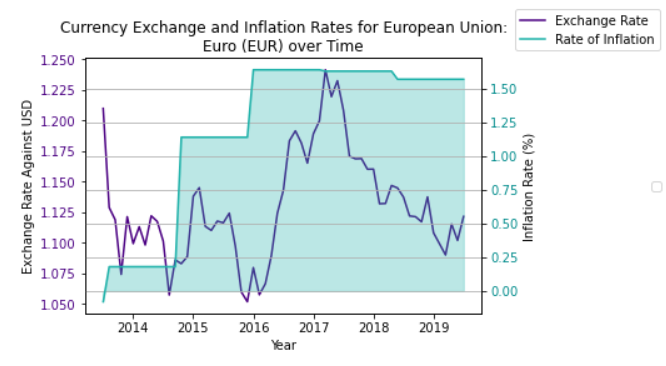 Currency Exchange and Inflation Rates for European Union:
Euro (EUR) over Time
Exchange Rate
Rate of Inflation
Exchange Rate Against USD
1.250
1.225
1.200
1.175
1.150
1.125
1.100
1.075
1.050
1.50
1.25
1.00
0.75
0.50
0.25
0.00
Inflation Rate (%)
2014 2015 2016 2017 2018 2019
Year